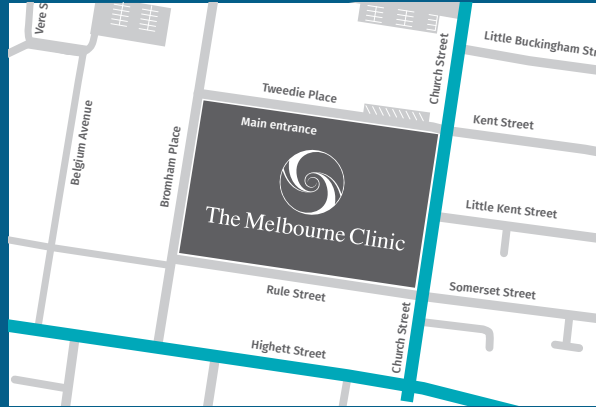 Vere S
Church Street
Little Buckingham Str
Tweedie Place
Kent Street
Main entrance
Belgium Avenue
Bromham Place
The Melbourne Clinic
Little Kent Street
Rule Street
Somerset Street
Church Street
Highett Street